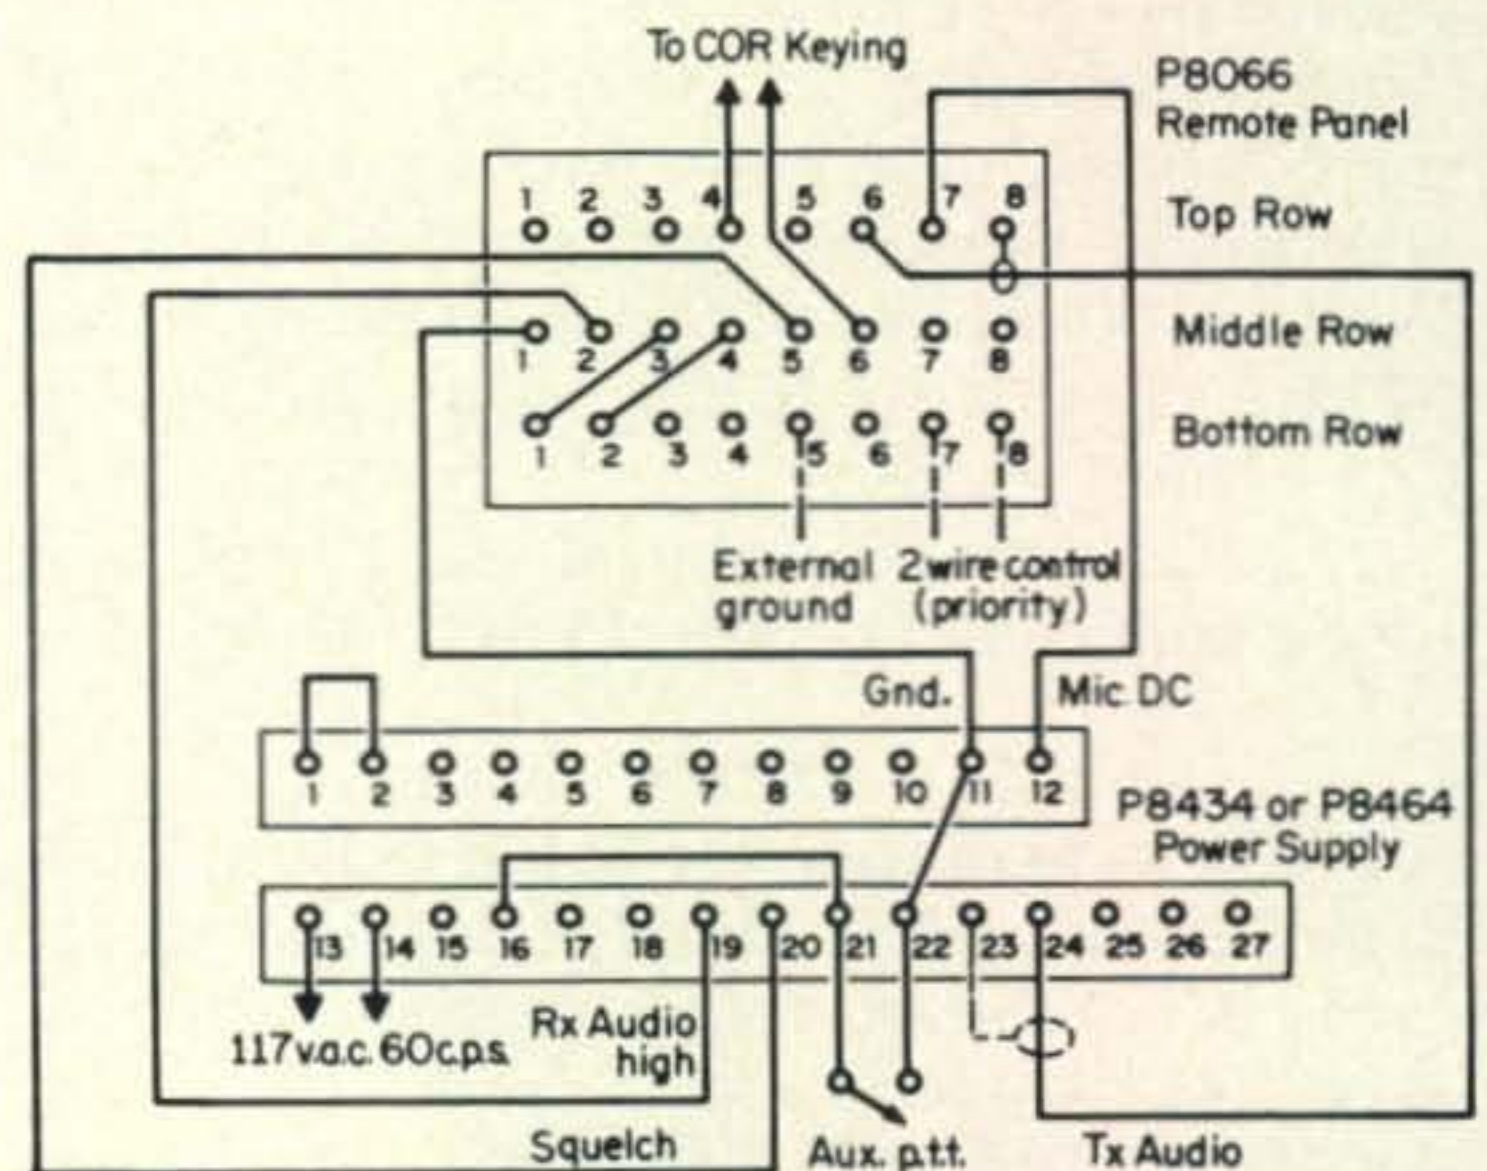 To COR Keying
P8066
Remote Panel
1 2 3 4 5 6 7 8
Top Row
1 2 3 4 5 6 7 8
Middle Row
1 2 3 4 5 6 7 8
Bottom Row
External
ground
2 wire control
(priority)
Gnd.
Mic DC
1 2 3 4 5 6 7 8 9 10 11 12
P8434 or P8464
Power Supply
13 14 15 16 17 18 19 20 21 22 23 24 25 26 27
117 v.a.c. 60c.p.s.
Rx Audio
high
Squelch
Aux. p.t.t.
Tx Audio